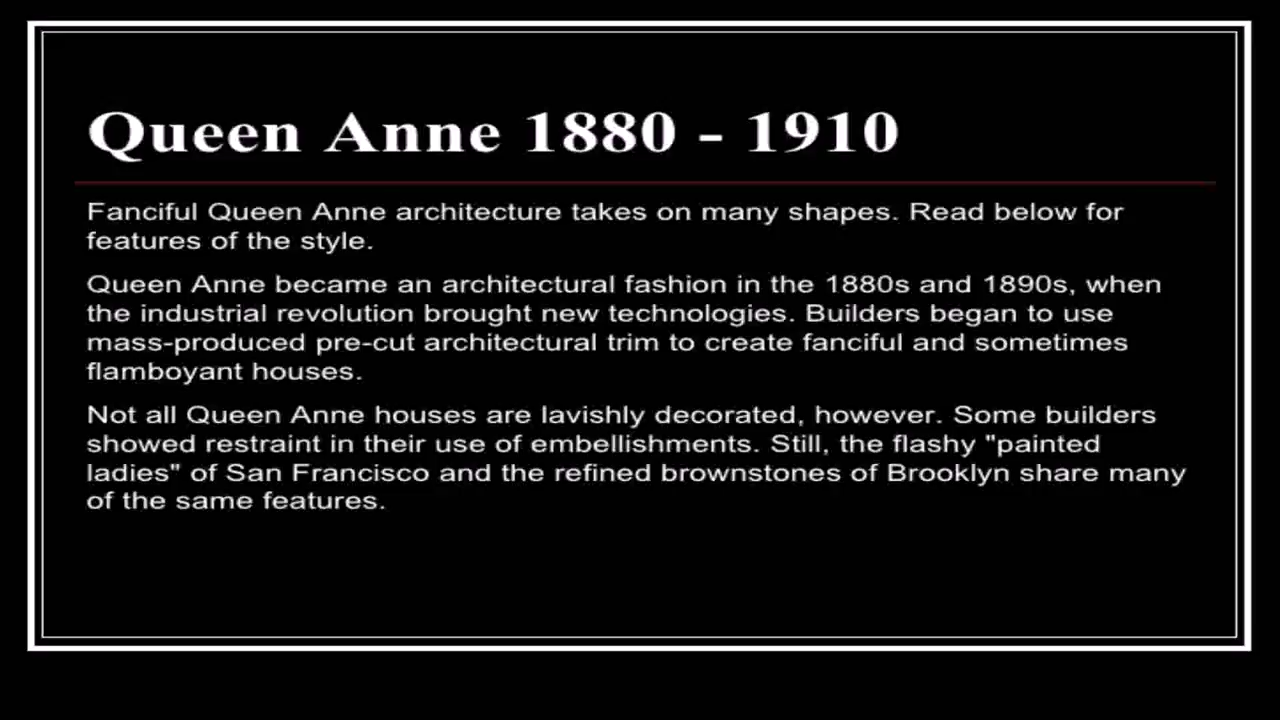 Queen Anne 1880 - 1910
Fanciful Queen Anne architecture takes on many shapes. Read below for
features of the style.
Queen Anne became an architectural fashion in the 1880s and 1890s, when
the industrial revolution brought new technologies. Builders began to use
mass-produced pre-cut architectural trim to create fanciful and sometimes
flamboyant houses.
Not all Queen Anne houses are lavishly decorated, however. Some builders
showed restraint in their use of embellishments. Still, the flashy "painted
ladies" of San Francisco and the refined brownstones of Brooklyn share many
of the same features.